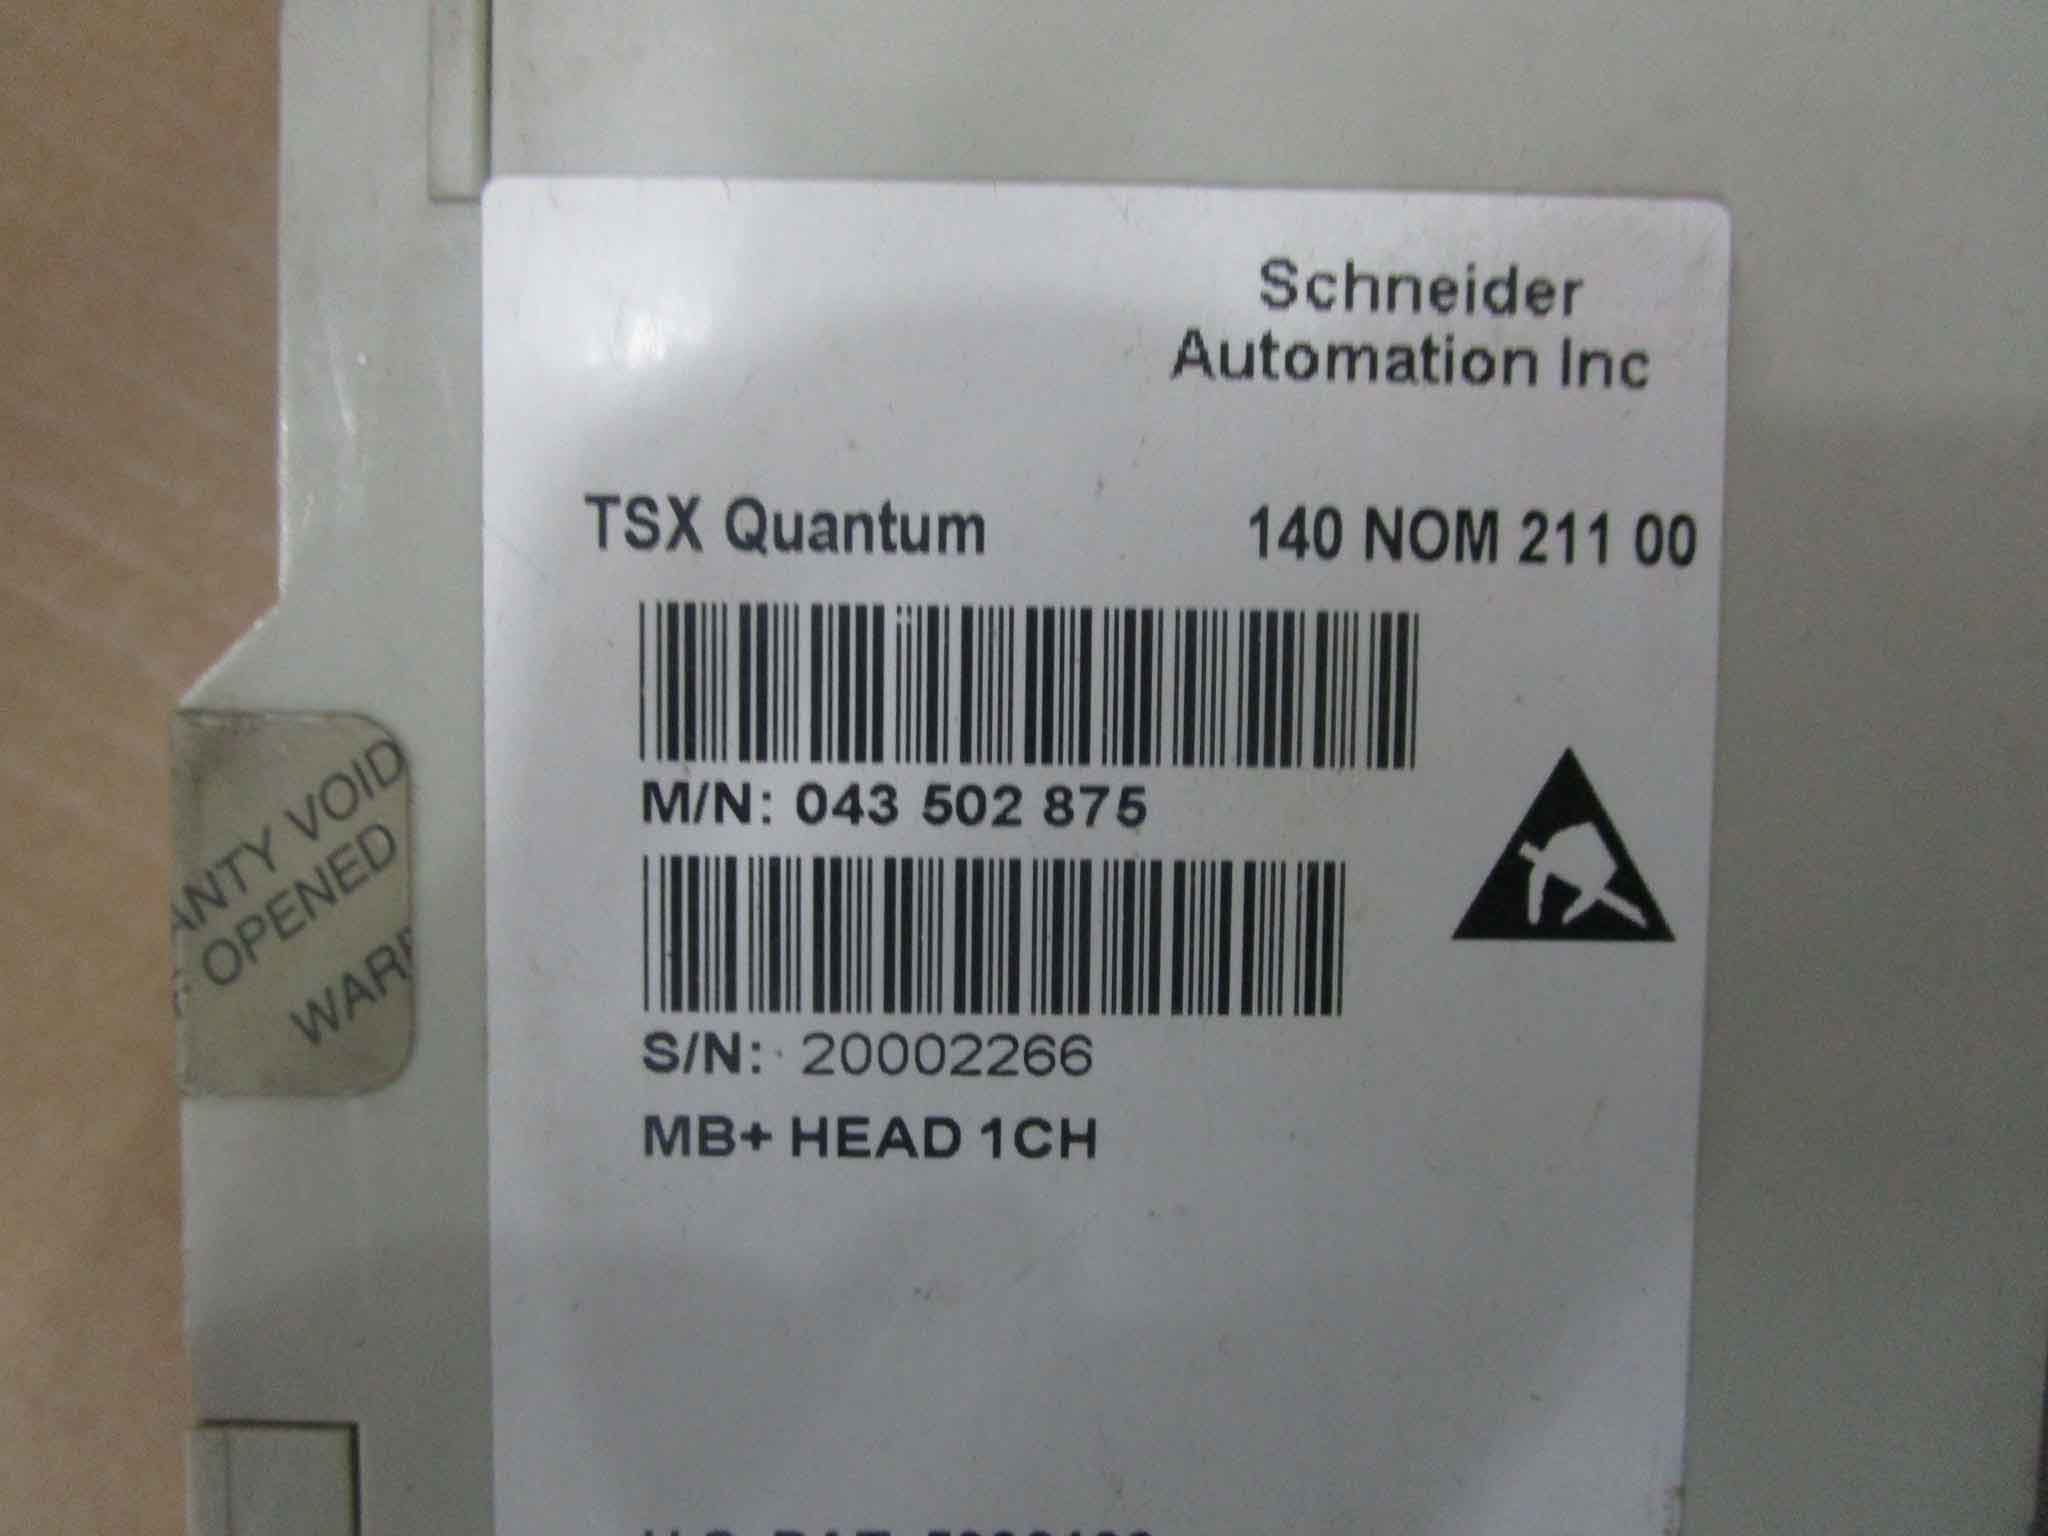 Schneider
Automation Inc
TSX Quantum 140 NOM 211 00
M/N: 043 502 875
S/N: 20002266
MB+ HEAD 1CH
ANTY VOID
OPENED
WARR